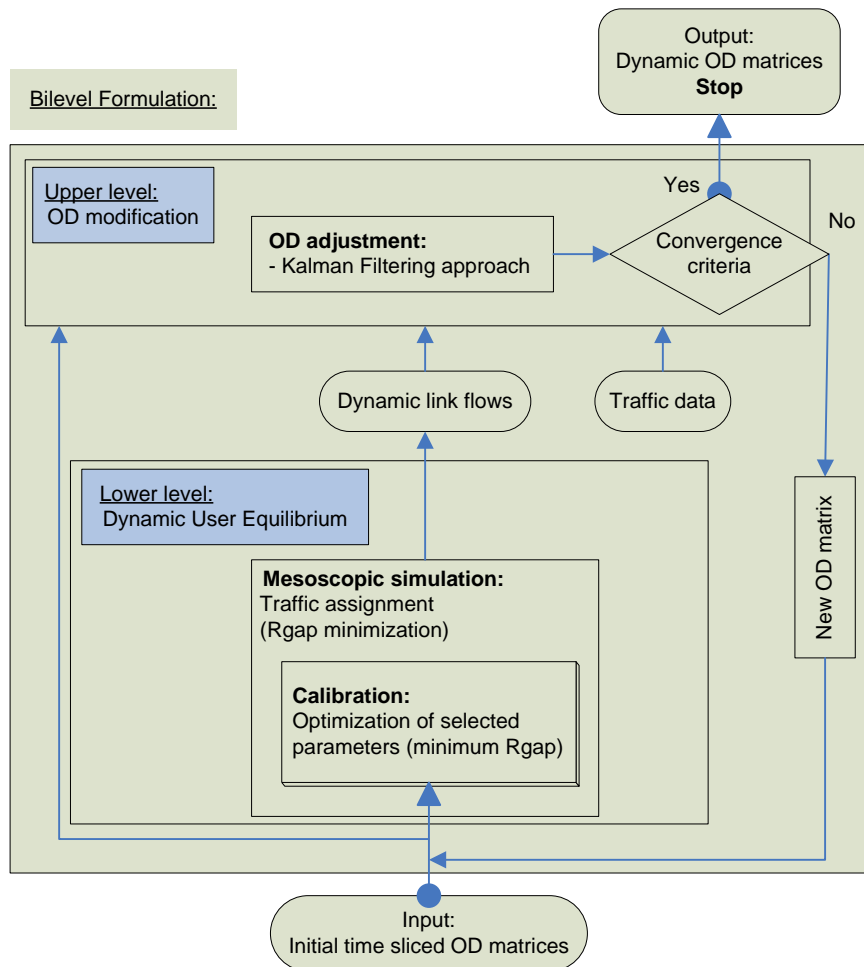 Output:
Dynamic OD matrices
Stop
Bilevel Formulation:
Upper level:
OD modification
Yes
No
OD adjustment:
- Kalman Filtering approach
Convergence
criteria
Dynamic link flows
Traffic data
Lower level:
Dynamic User Equilibrium
New OD matrix
Mesoscopic simulation:
Traffic assignment
(Rgap minimization)
Calibration:
Optimization of selected
parameters (minimum Rgap)
Input:
Initial time sliced OD matrices